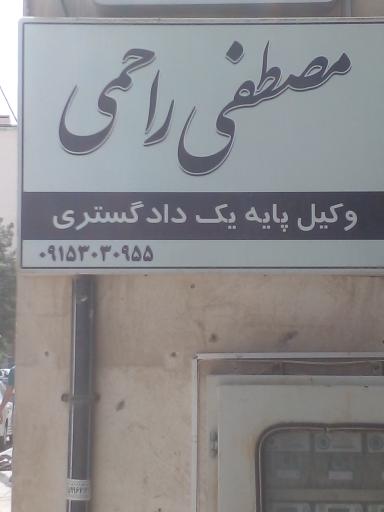 مصطفی راحمی
وکیل پایه یک دادگستری
۰۹۱۵۳۰۳۰۹۵۵